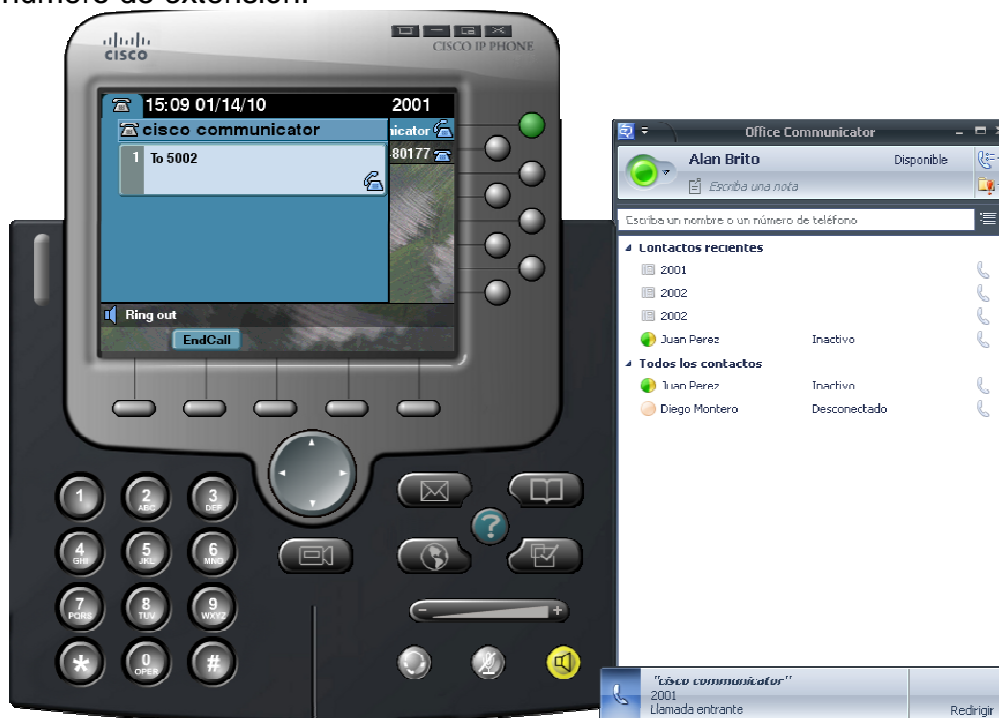 número de extensión.
cisco
CISCO IP PHONE
15:09 01/14/10 2001
cisco communicator
nicator
1 To 5002
80177
Ring out
EndCall
1
2 ABC
3 DEF
4 GHI
5 JKL
6 MNO
7 PQRS
8 TUV
9 WXYZ
*
0 OPER
#
?
- +
Office Communicator
Alan Brito Disponible
Escriba una nota
Escriba un nombre o un número de teléfono
Contactos recientes
2001
2002
2002
Juan Perez Inactivo
Todos los contactos
Juan Perez Inactivo
Diego Montero Desconectado
"cisco communicator"
2001
Llamada entrante Redirigir